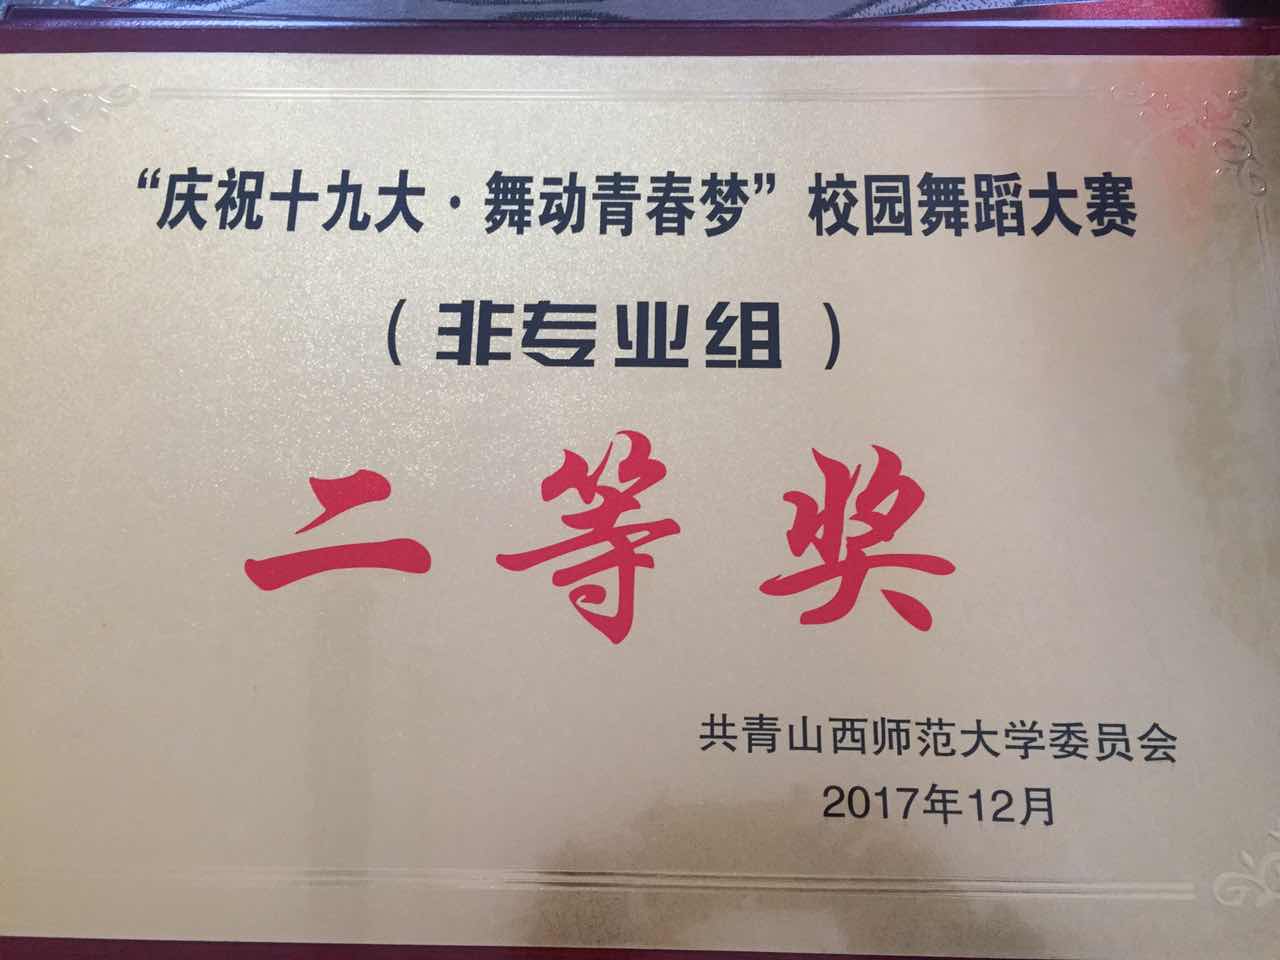 “庆祝十九大·舞动青春梦”校园舞蹈大赛
（非专业组）
二等奖
共青山西师范大学委员会
2017年12月